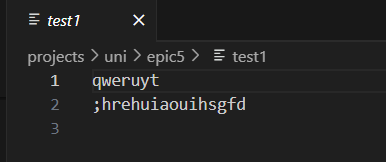 test1
projects > uni > epic5 > test1
1 qweruyt
2 ;hrehuiaouihsgfd
3